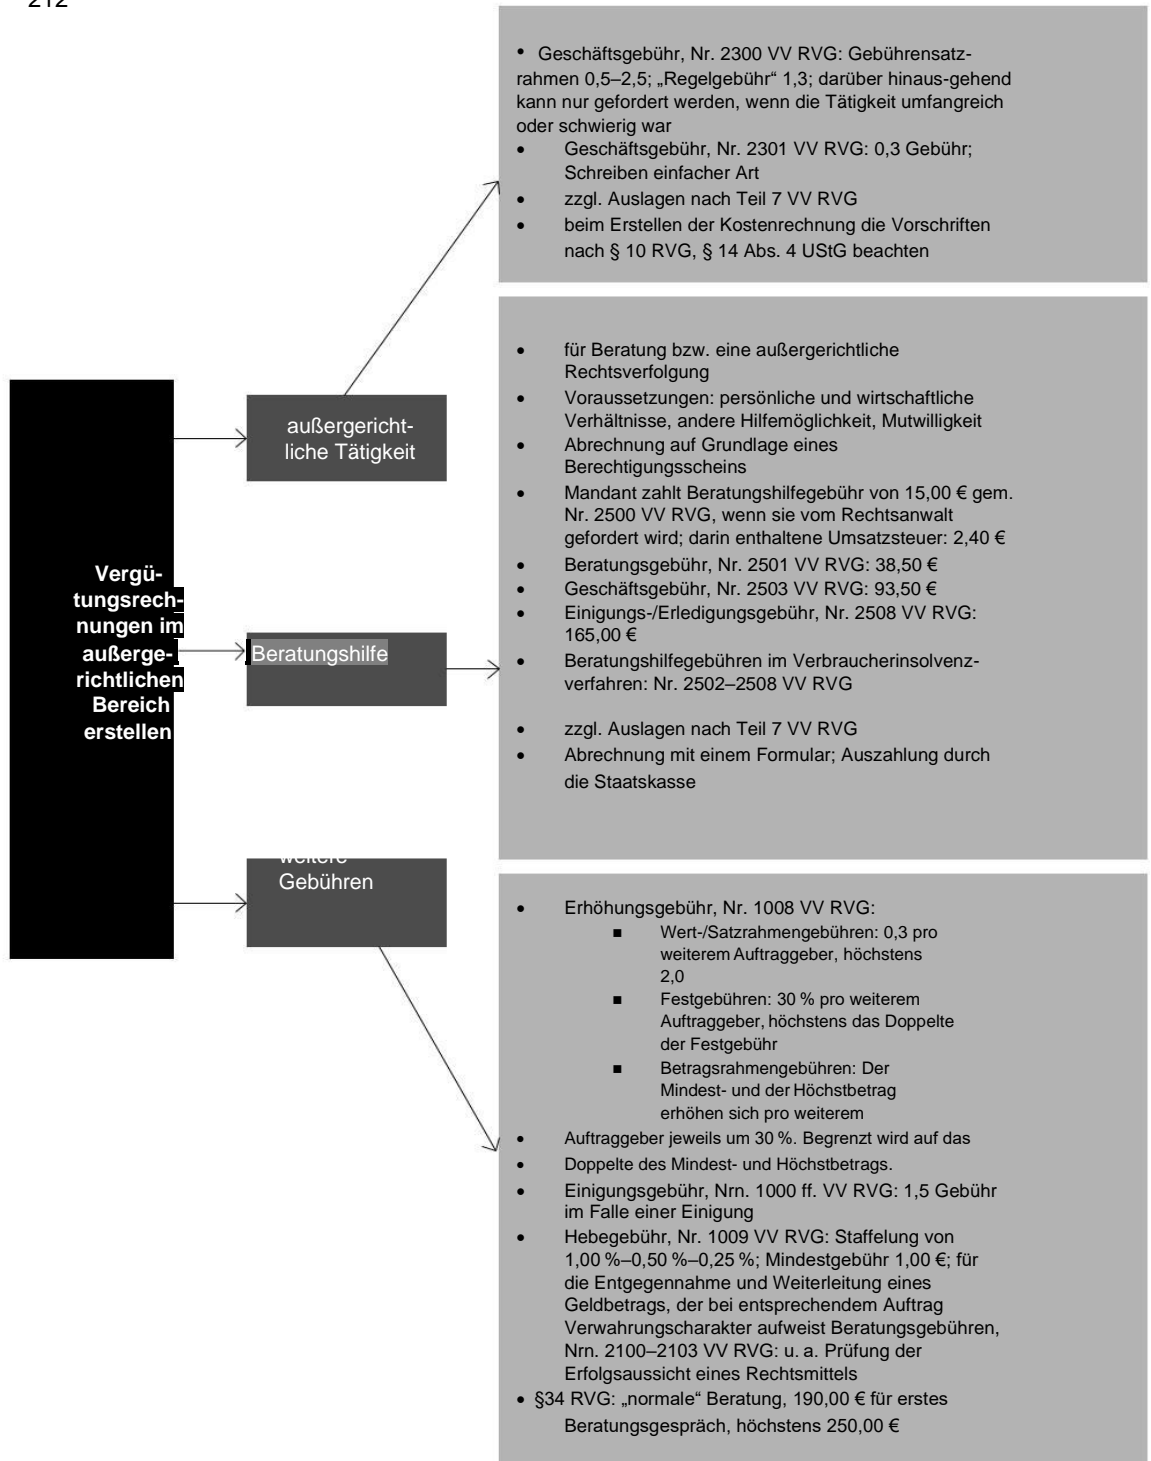 212
• Geschäftsgebühr, Nr. 2300 VV RVG: Gebührensatz-
rahmen 0,5–2,5; „Regelgebühr“ 1,3; darüber hinaus-gehend
kann nur gefordert werden, wenn die Tätigkeit umfangreich
oder schwierig war
• Geschäftsgebühr, Nr. 2301 VV RVG: 0,3 Gebühr;
Schreiben einfacher Art
• zzgl. Auslagen nach Teil 7 VV RVG
• beim Erstellen der Kostenrechnung die Vorschriften
nach § 10 RVG, § 14 Abs. 4 UStG beachten
außergericht-
liche Tätigkeit
• für Beratung bzw. eine außergerichtliche
Rechtsverfolgung
• Voraussetzungen: persönliche und wirtschaftliche
Verhältnisse, andere Hilfemöglichkeit, Mutwilligkeit
• Abrechnung auf Grundlage eines
Berechtigungsscheins
• Mandant zahlt Beratungshilfegebühr von 15,00 € gem.
Nr. 2500 VV RVG, wenn sie vom Rechtsanwalt
gefordert wird; darin enthaltene Umsatzsteuer: 2,40 €
• Beratungsgebühr, Nr. 2501 VV RVG: 38,50 €
• Geschäftsgebühr, Nr. 2503 VV RVG: 93,50 €
• Einigungs-/Erledigungsgebühr, Nr. 2508 VV RVG:
165,00 €
• Beratungshilfegebühren im Verbraucherinsolvenz-
verfahren: Nr. 2502–2508 VV RVG
• zzgl. Auslagen nach Teil 7 VV RVG
• Abrechnung mit einem Formular; Auszahlung durch
die Staatskasse
Vergü-
tungsrech-
nungen im
außerge-
richtlichen
Bereich
erstellen
Beratungshilfe
weitere
Gebühren
• Erhöhungsgebühr, Nr. 1008 VV RVG:
■ Wert-/Satzrahmengebühren: 0,3 pro
weiterem Auftraggeber, höchstens
2,0
■ Festgebühren: 30 % pro weiterem
Auftraggeber, höchstens das Doppelte
der Festgebühr
■ Betragsrahmengebühren: Der
Mindest- und der Höchstbetrag
erhöhen sich pro weiterem
• Auftraggeber jeweils um 30 %. Begrenzt wird auf das
• Doppelte des Mindest- und Höchstbetrags.
• Einigungsgebühr, Nrn. 1000 ff. VV RVG: 1,5 Gebühr
im Falle einer Einigung
• Hebegebühr, Nr. 1009 VV RVG: Staffelung von
1,00 %–0,50 %–0,25 %; Mindestgebühr 1,00 €; für
die Entgegennahme und Weiterleitung eines
Geldbetrags, der bei entsprechendem Auftrag
Verwahrungscharakter aufweist Beratungsgebühren,
Nrn. 2100–2103 VV RVG: u. a. Prüfung der
Erfolgsaussicht eines Rechtsmittels
• §34 RVG: „normale“ Beratung, 190,00 € für erstes
Beratungsgespräch, höchstens 250,00 €